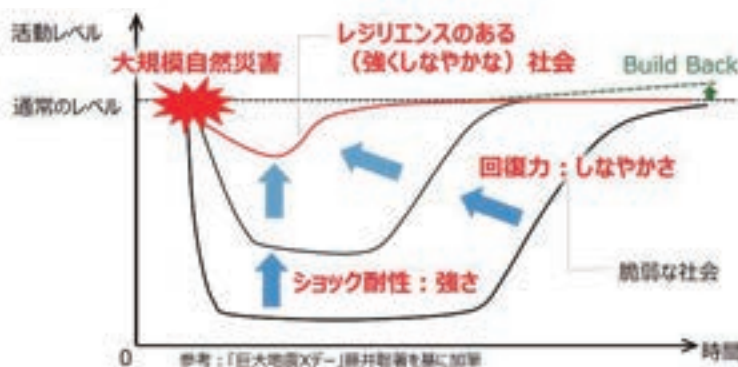 活動レベル
大規模自然災害
レジリエンスのある
(強くしなやかな)社会
Build Back
通常のレベル
回復力:しなやかさ
ショック耐性:強さ
脆弱な社会
時間
0
参考:「巨大地震Xデー」藤井聡著を基に加筆